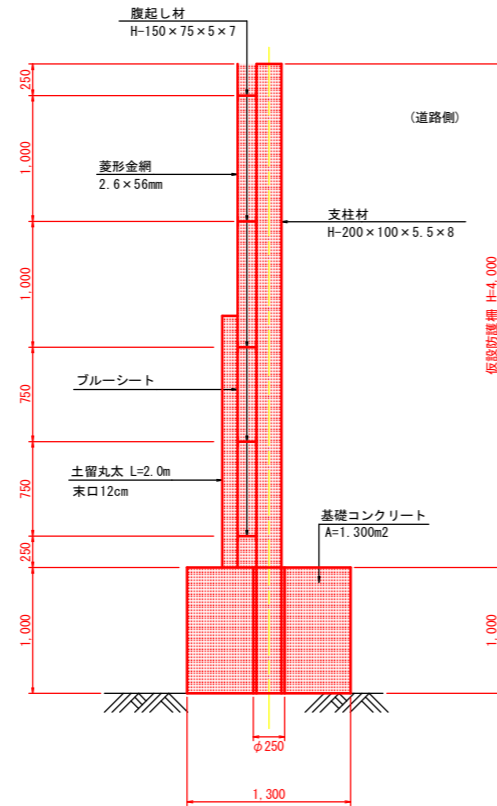 腹起し材
H-150×75×5×7
(道路側)
菱形金網
2.6×56mm
支柱材
H-200×100×5.5×8
ブルーシート
土留丸太 L=2.0m
末口12cm
基礎コンクリート
A=1.300m2
250
1,000
1,000
750
750
250
1,000
仮設防護柵 H=4,000
1,000
φ250
1,300